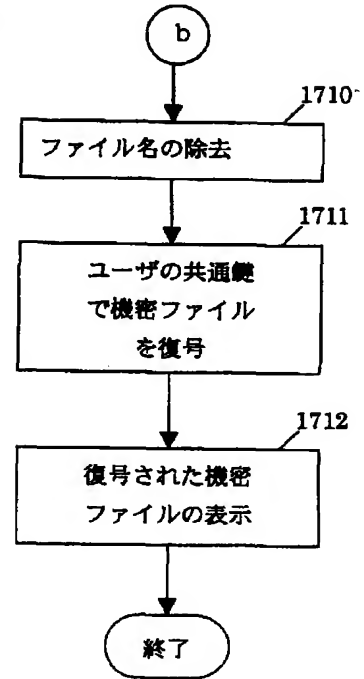 b
1710
ファイル名の除去
1711
ユーザの共通鍵
で機密ファイル
を復号
1712
復号された機密
ファイルの表示
終了